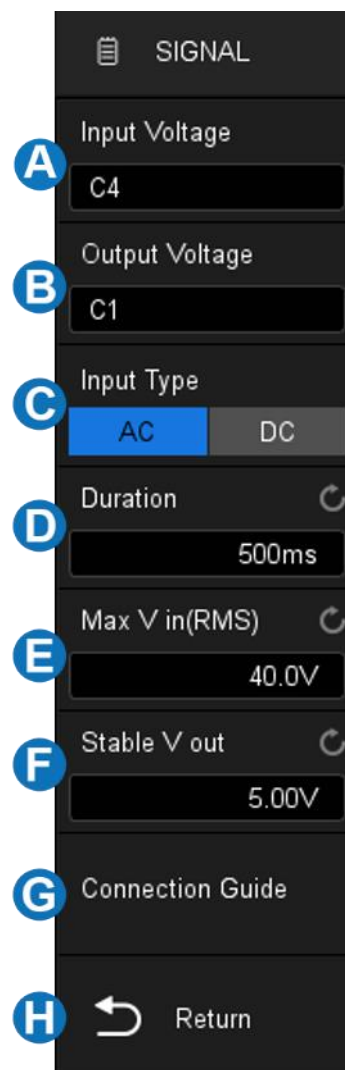 SIGNAL
Input Voltage
A
C4
Output Voltage
B
C1
Input Type
C
AC DC
Duration
D
500ms
Max V in(RMS)
E
40.0V
Stable V out
F
5.00V
G Connection Guide
H Return